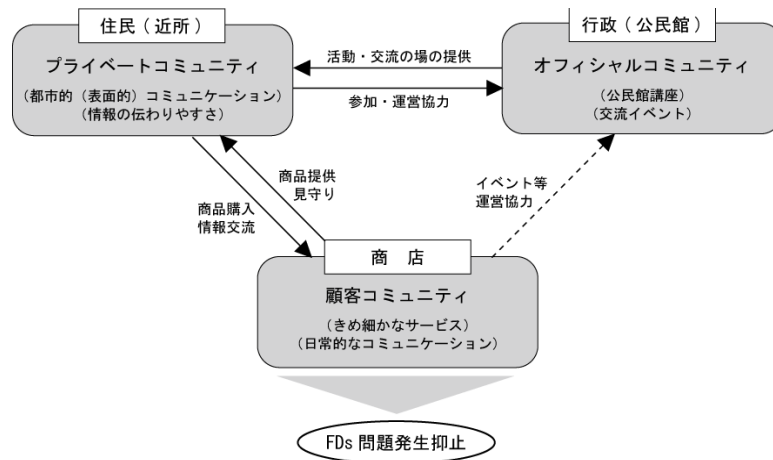 住民（近所）
プライベートコミュニティ
（都市的（表面的）コミュニケーション）
（情報の伝わりやすさ）
活動・交流の場の提供
参加・運営協力
行政（公民館）
オフィシャルコミュニティ
（公民館講座）
（交流イベント）
商品提供
見守り
商品購入
情報交流
イベント等
運営協力
商　店
顧客コミュニティ
（きめ細かなサービス）
（日常的なコミュニケーション）
FDs 問題発生抑止